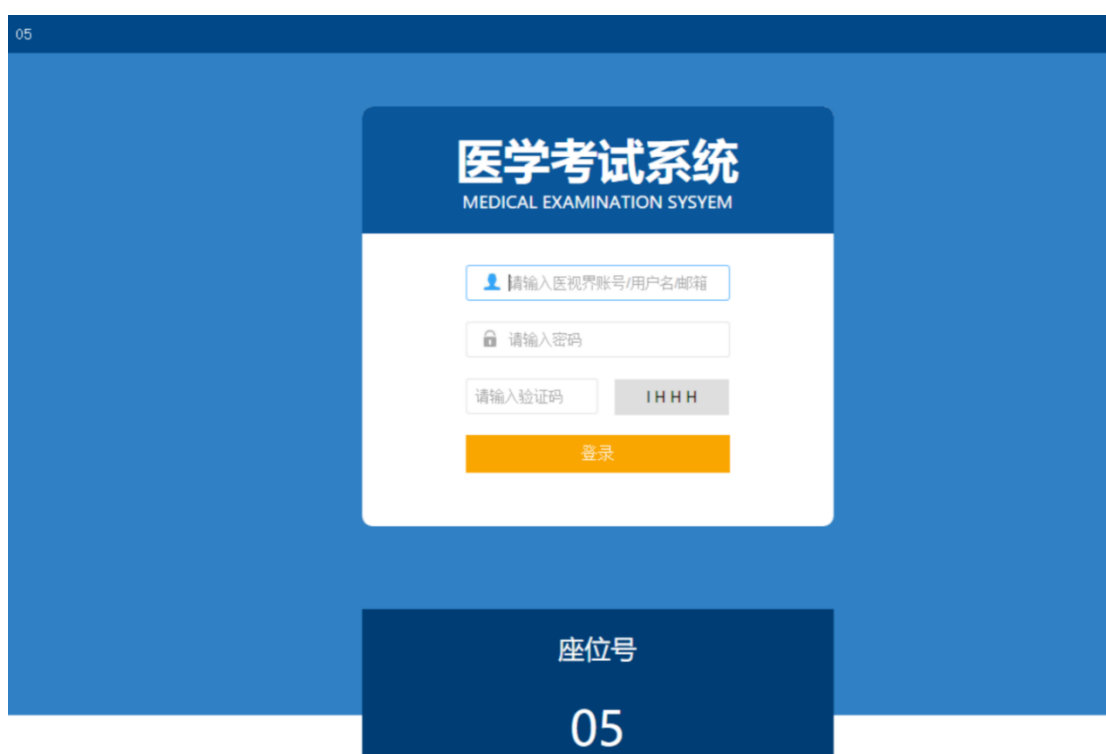 05
医学考试系统
MEDICAL EXAMINATION SYSYEM
请输入医视界账号/用户名/邮箱
请输入密码
请输入验证码 IHHH
登录
座位号
05